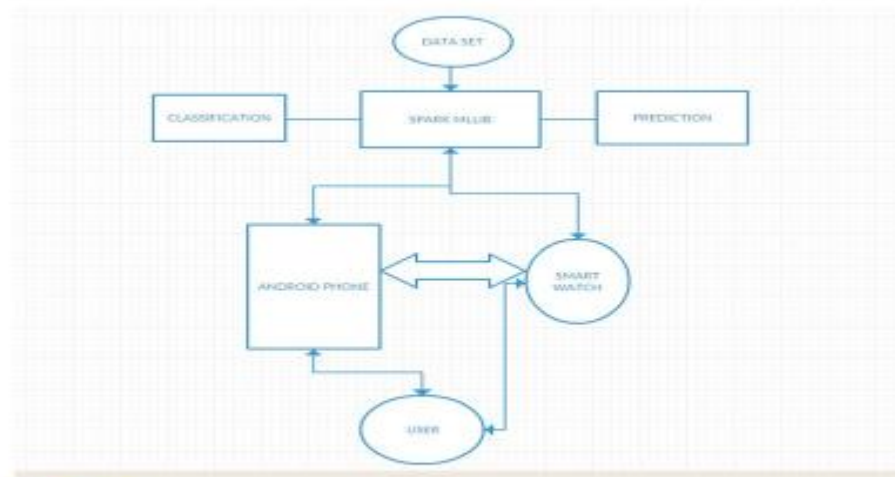 DATA SET
CLASSIFICATION
SPARK MLLIB
PREDICTION
ANDROID PHONE
SMART
WATCH
USER